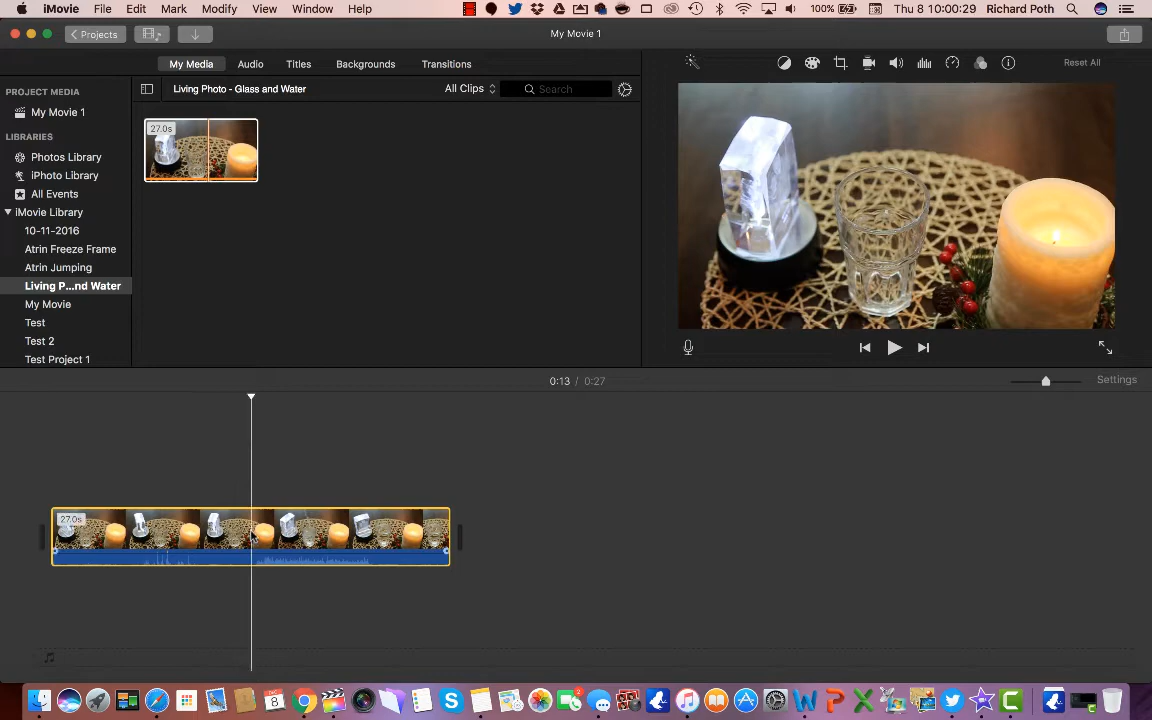 iMovie File Edit Mark Modify View Window Help 100% Thu 8 10:00:29 Richard Poth
Projects My Movie 1
My Media Audio Titles Backgrounds Transitions Reset All
PROJECT MEDIA
My Movie 1
LIBRARIES
Photos Library
iPhoto Library
All Events
iMovie Library
10-11-2016
Atrin Freeze Frame
Atrin Jumping
Living P...nd Water
My Movie
Test
Test 2
Test Project 1
Living Photo - Glass and Water All Clips Search
27.0s
0:13 / 0:27 Settings
27.0s